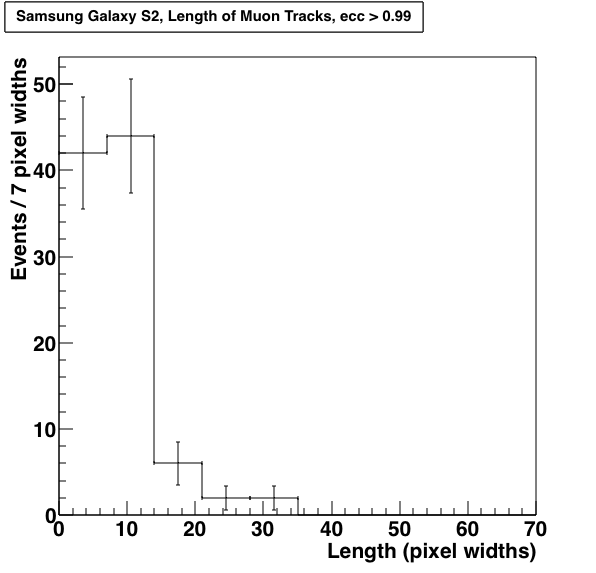 Samsung Galaxy S2, Length of Muon Tracks, ecc > 0.99
Events / 7 pixel widths
50
40
30
20
10
0
0 10 20 30 40 50 60 70
Length (pixel widths)